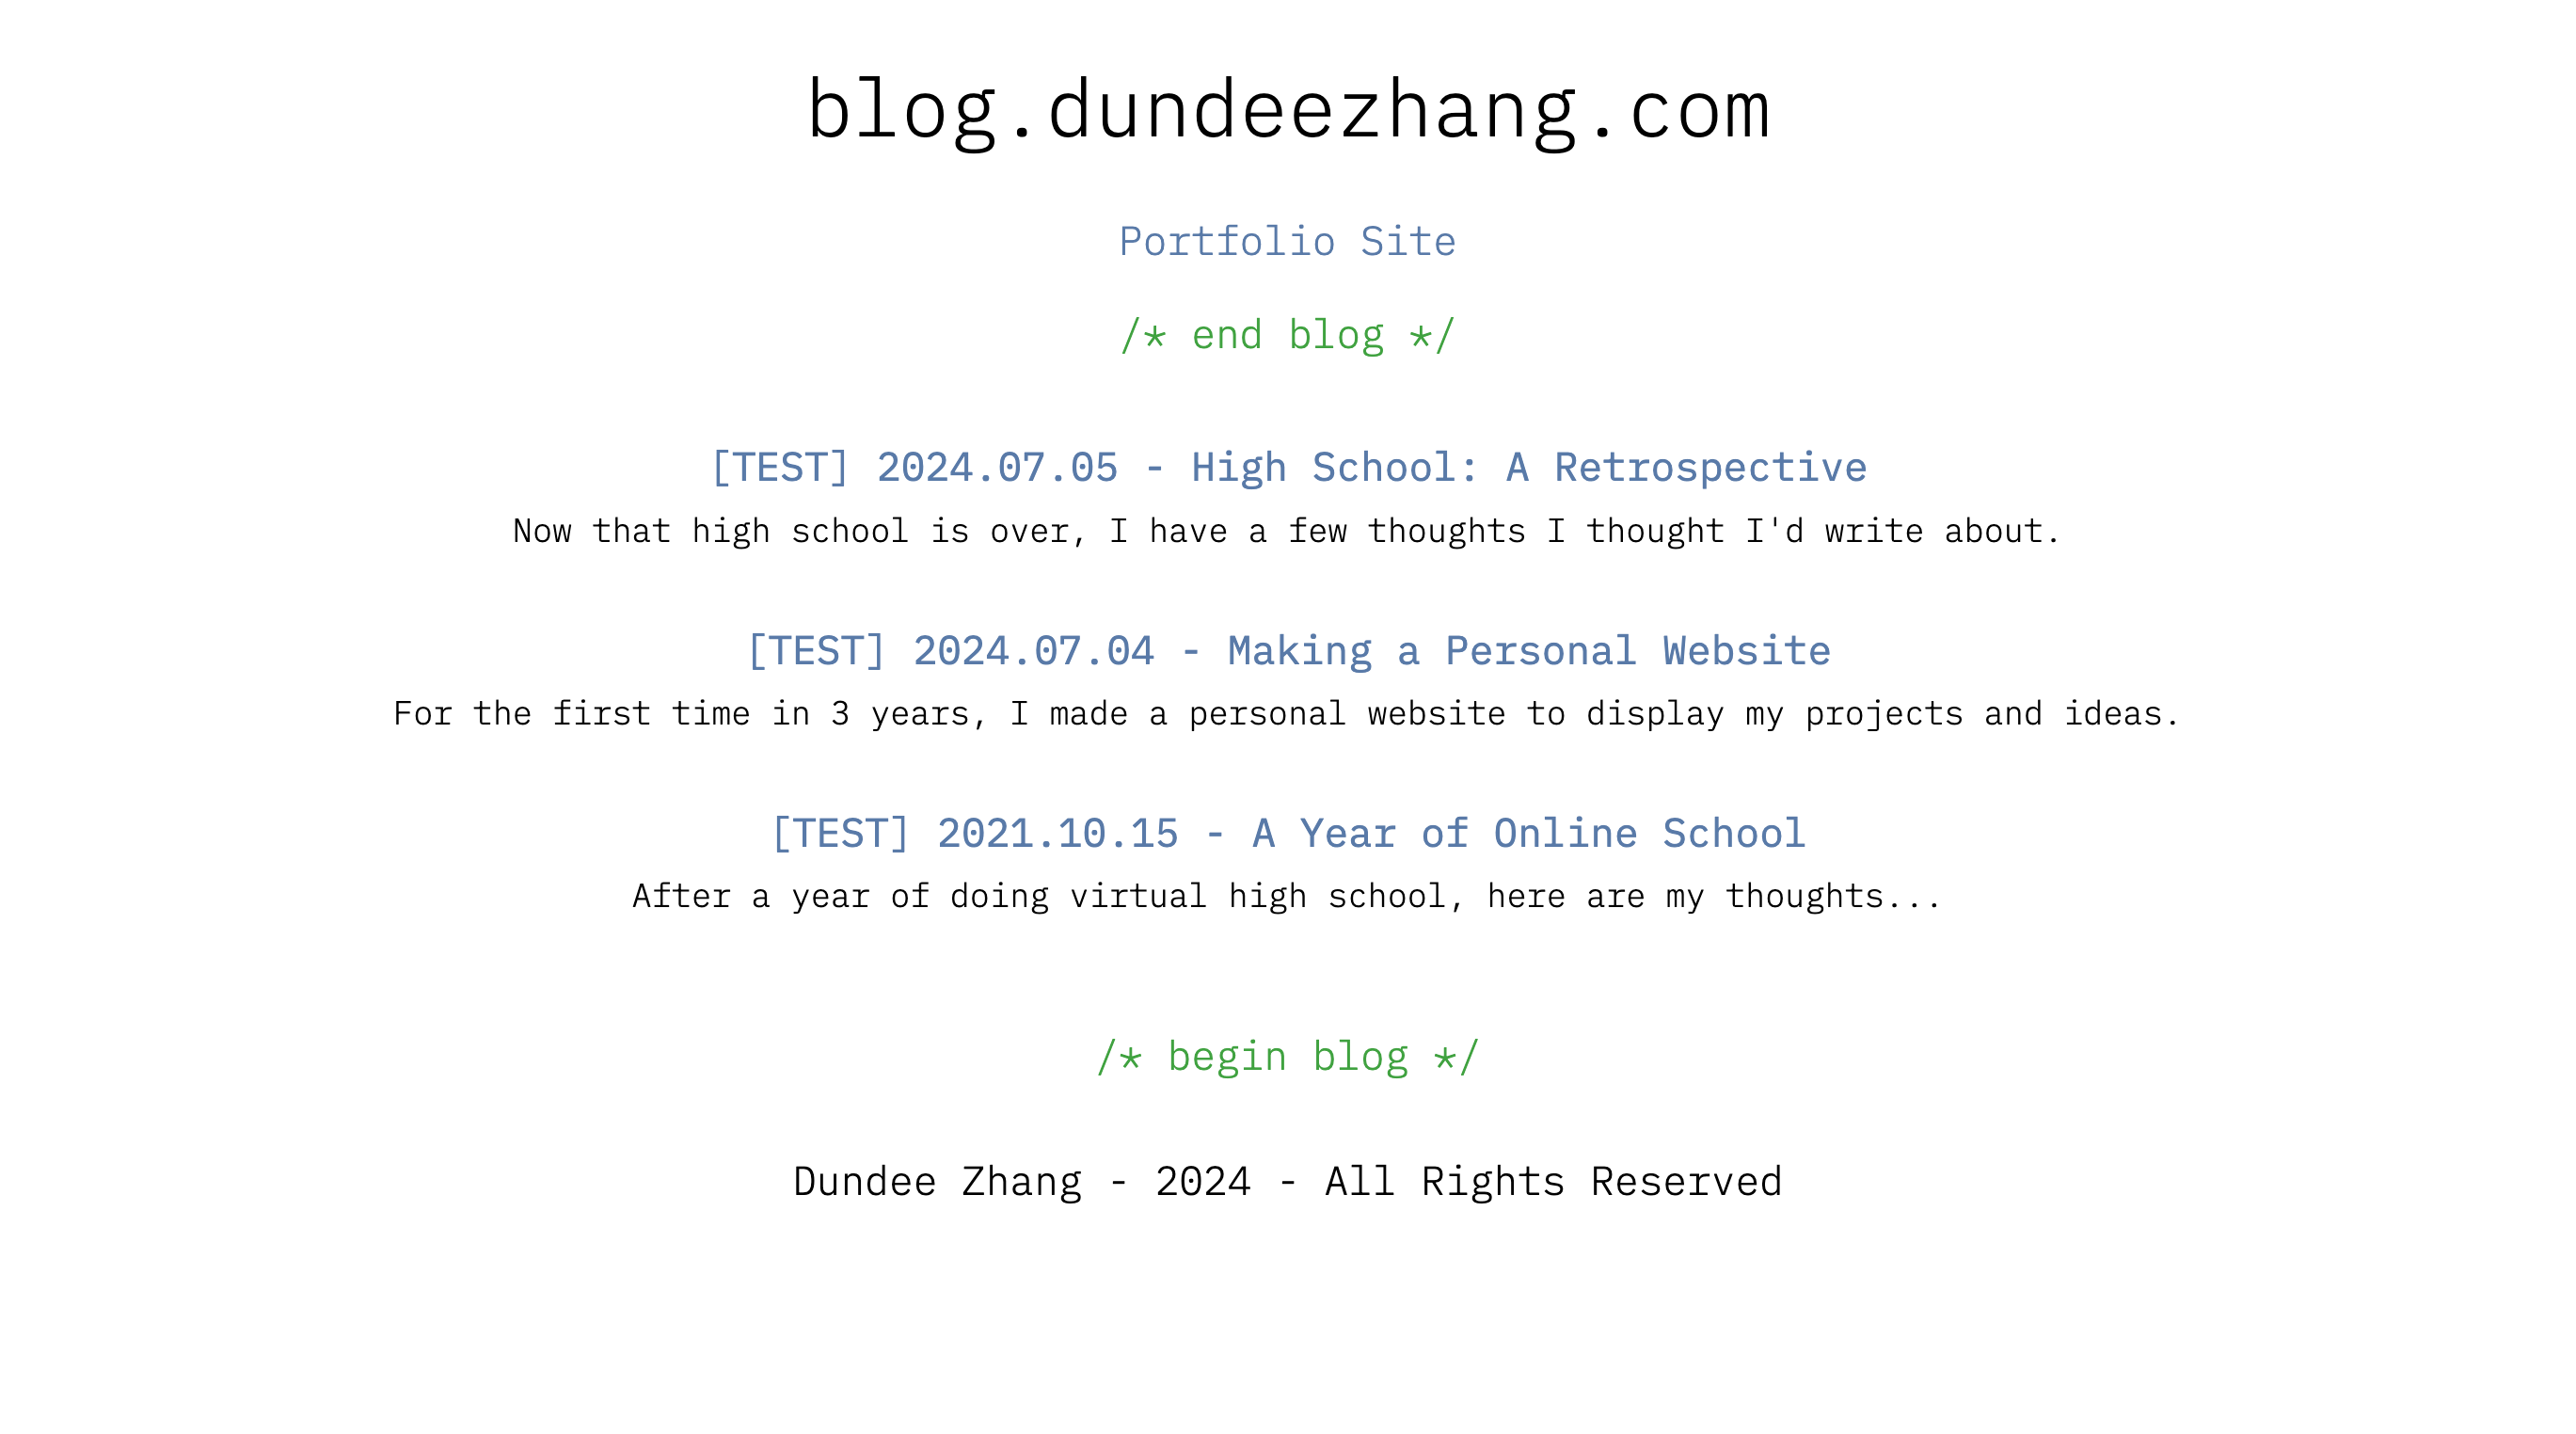 blog.dundeezhang.com
Portfolio Site
/* end blog */
[TEST] 2024.07.05 - High School: A Retrospective
Now that high school is over, I have a few thoughts I thought I'd write about.
[TEST] 2024.07.04 - Making a Personal Website
For the first time in 3 years, I made a personal website to display my projects and ideas.
[TEST] 2021.10.15 - A Year of Online School
After a year of doing virtual high school, here are my thoughts...
/* begin blog */
Dundee Zhang - 2024 - All Rights Reserved